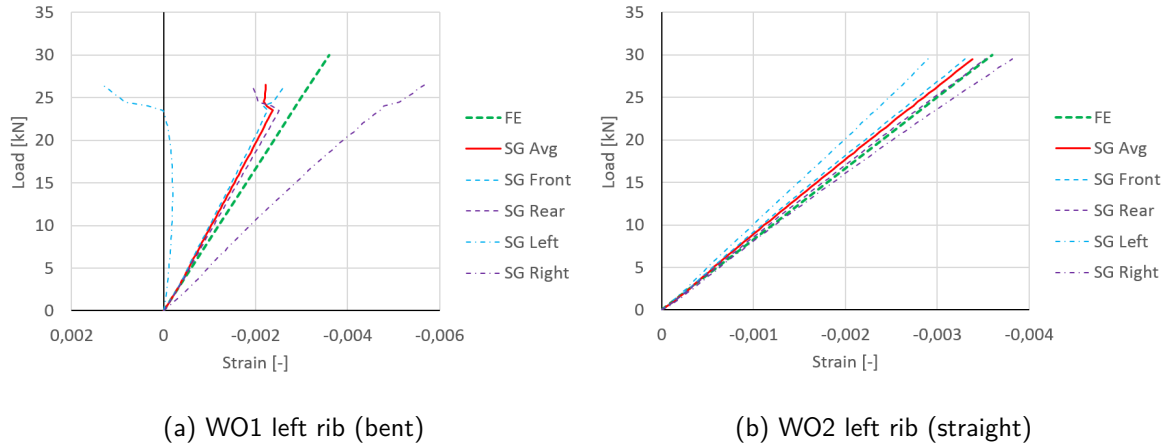 35
30
25
20
15
10
5
0
Load [kN]
0,002
0
-0,002
-0,004
-0,006
Strain [-]
FE
SG Avg
SG Front
SG Rear
SG Left
SG Right
(a) WO1 left rib (bent)
35
30
25
20
15
10
5
0
Load [kN]
0
-0,001
-0,002
-0,003
-0,004
Strain [-]
FE
SG Avg
SG Front
SG Rear
SG Left
SG Right
(b) WO2 left rib (straight)